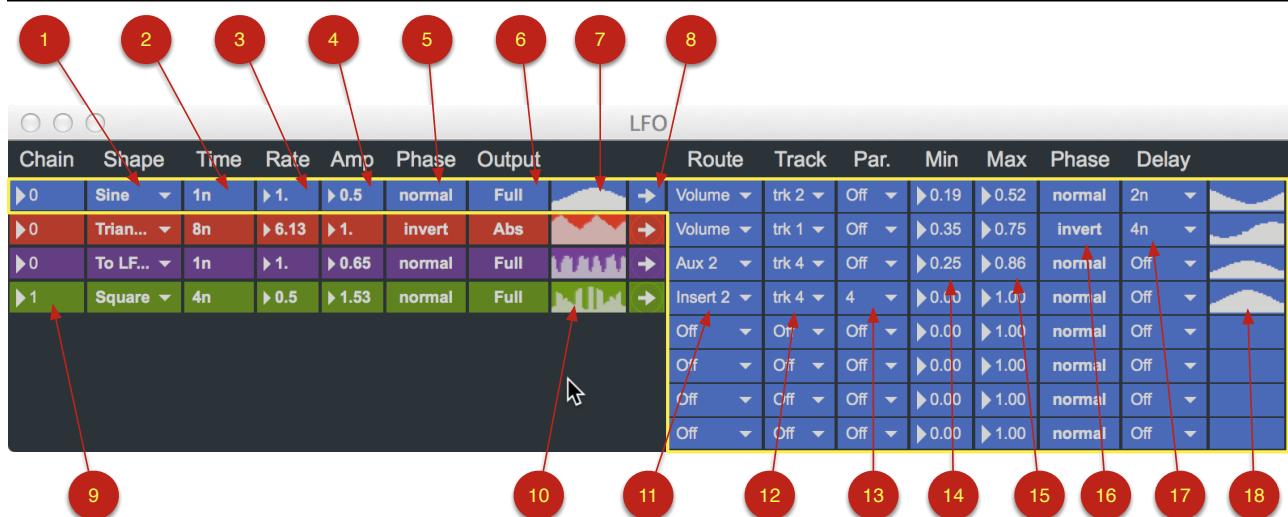 1 2 3 4 5 6 7 8
LFO
Chain Shape Time Rate Amp Phase Output Route Track Par. Min Max Phase Delay
0 Sine 1n 1. 0.5 normal Full Volume trk 2 Off 0.19 0.52 normal 2n
0 Trian... 8n 6.13 1. invert Abs Volume trk 1 Off 0.35 0.75 invert 4n
0 To LF... 1n 1. 0.65 normal Full Aux 2 trk 4 Off 0.25 0.86 normal Off
1 Square 4n 0.5 1.53 normal Full Insert 2 trk 4 4 0.00 1.00 normal Off
Off Off Off 0.00 1.00 normal Off
Off Off Off 0.00 1.00 normal Off
Off Off Off 0.00 1.00 normal Off
Off Off Off 0.00 1.00 normal Off
9 10 11 12 13 14 15 16 17 18